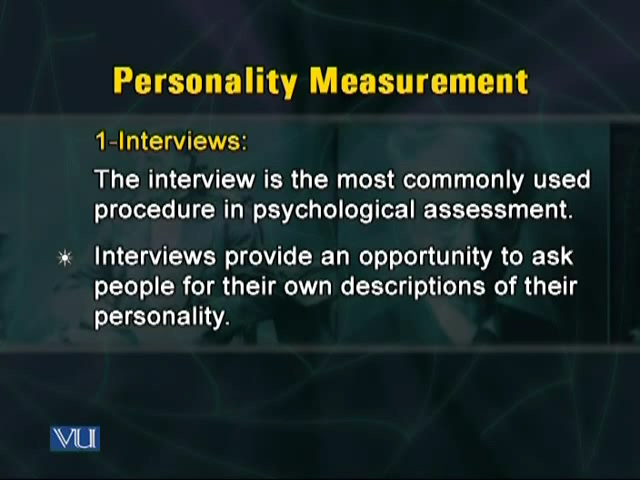 Personality Measurement
1-Interviews:
The interview is the most commonly used
procedure in psychological assessment.
Interviews provide an opportunity to ask
people for their own descriptions of their
personality.
VU